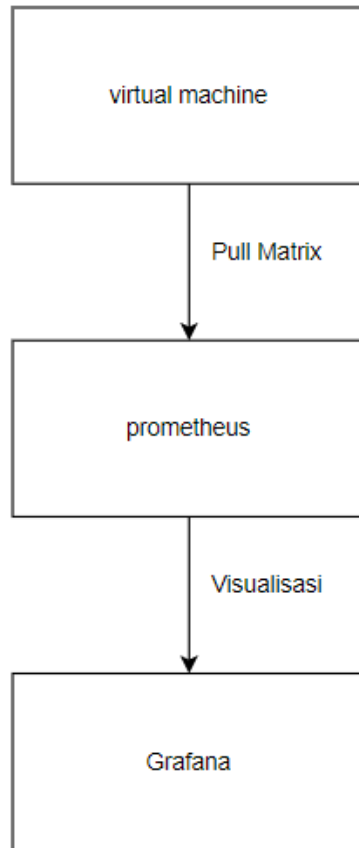 virtual machine
Pull Matrix
prometheus
Visualisasi
Grafana